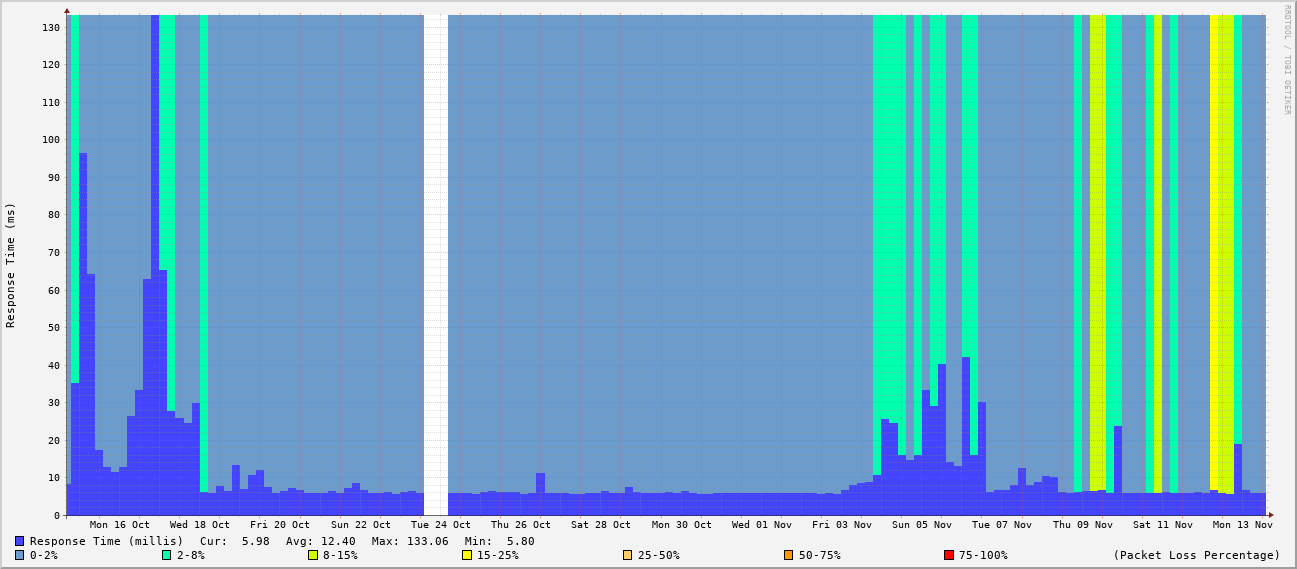 RRDTOOL / TOBI OETIKER
Response Time (ms)
130
120
110
100
90
80
70
60
50
40
30
20
10
0
Mon 16 Oct Wed 18 Oct Fri 20 Oct Sun 22 Oct Tue 24 Oct Thu 26 Oct Sat 28 Oct Mon 30 Oct Wed 01 Nov Fri 03 Nov Sun 05 Nov Tue 07 Nov Thu 09 Nov Sat 11 Nov Mon 13 Nov
Response Time (millis) Cur: 5.98 Avg: 12.40 Max: 133.06 Min: 5.80
0-2% 2-8% 8-15% 15-25% 25-50% 50-75% 75-100% (Packet Loss Percentage)